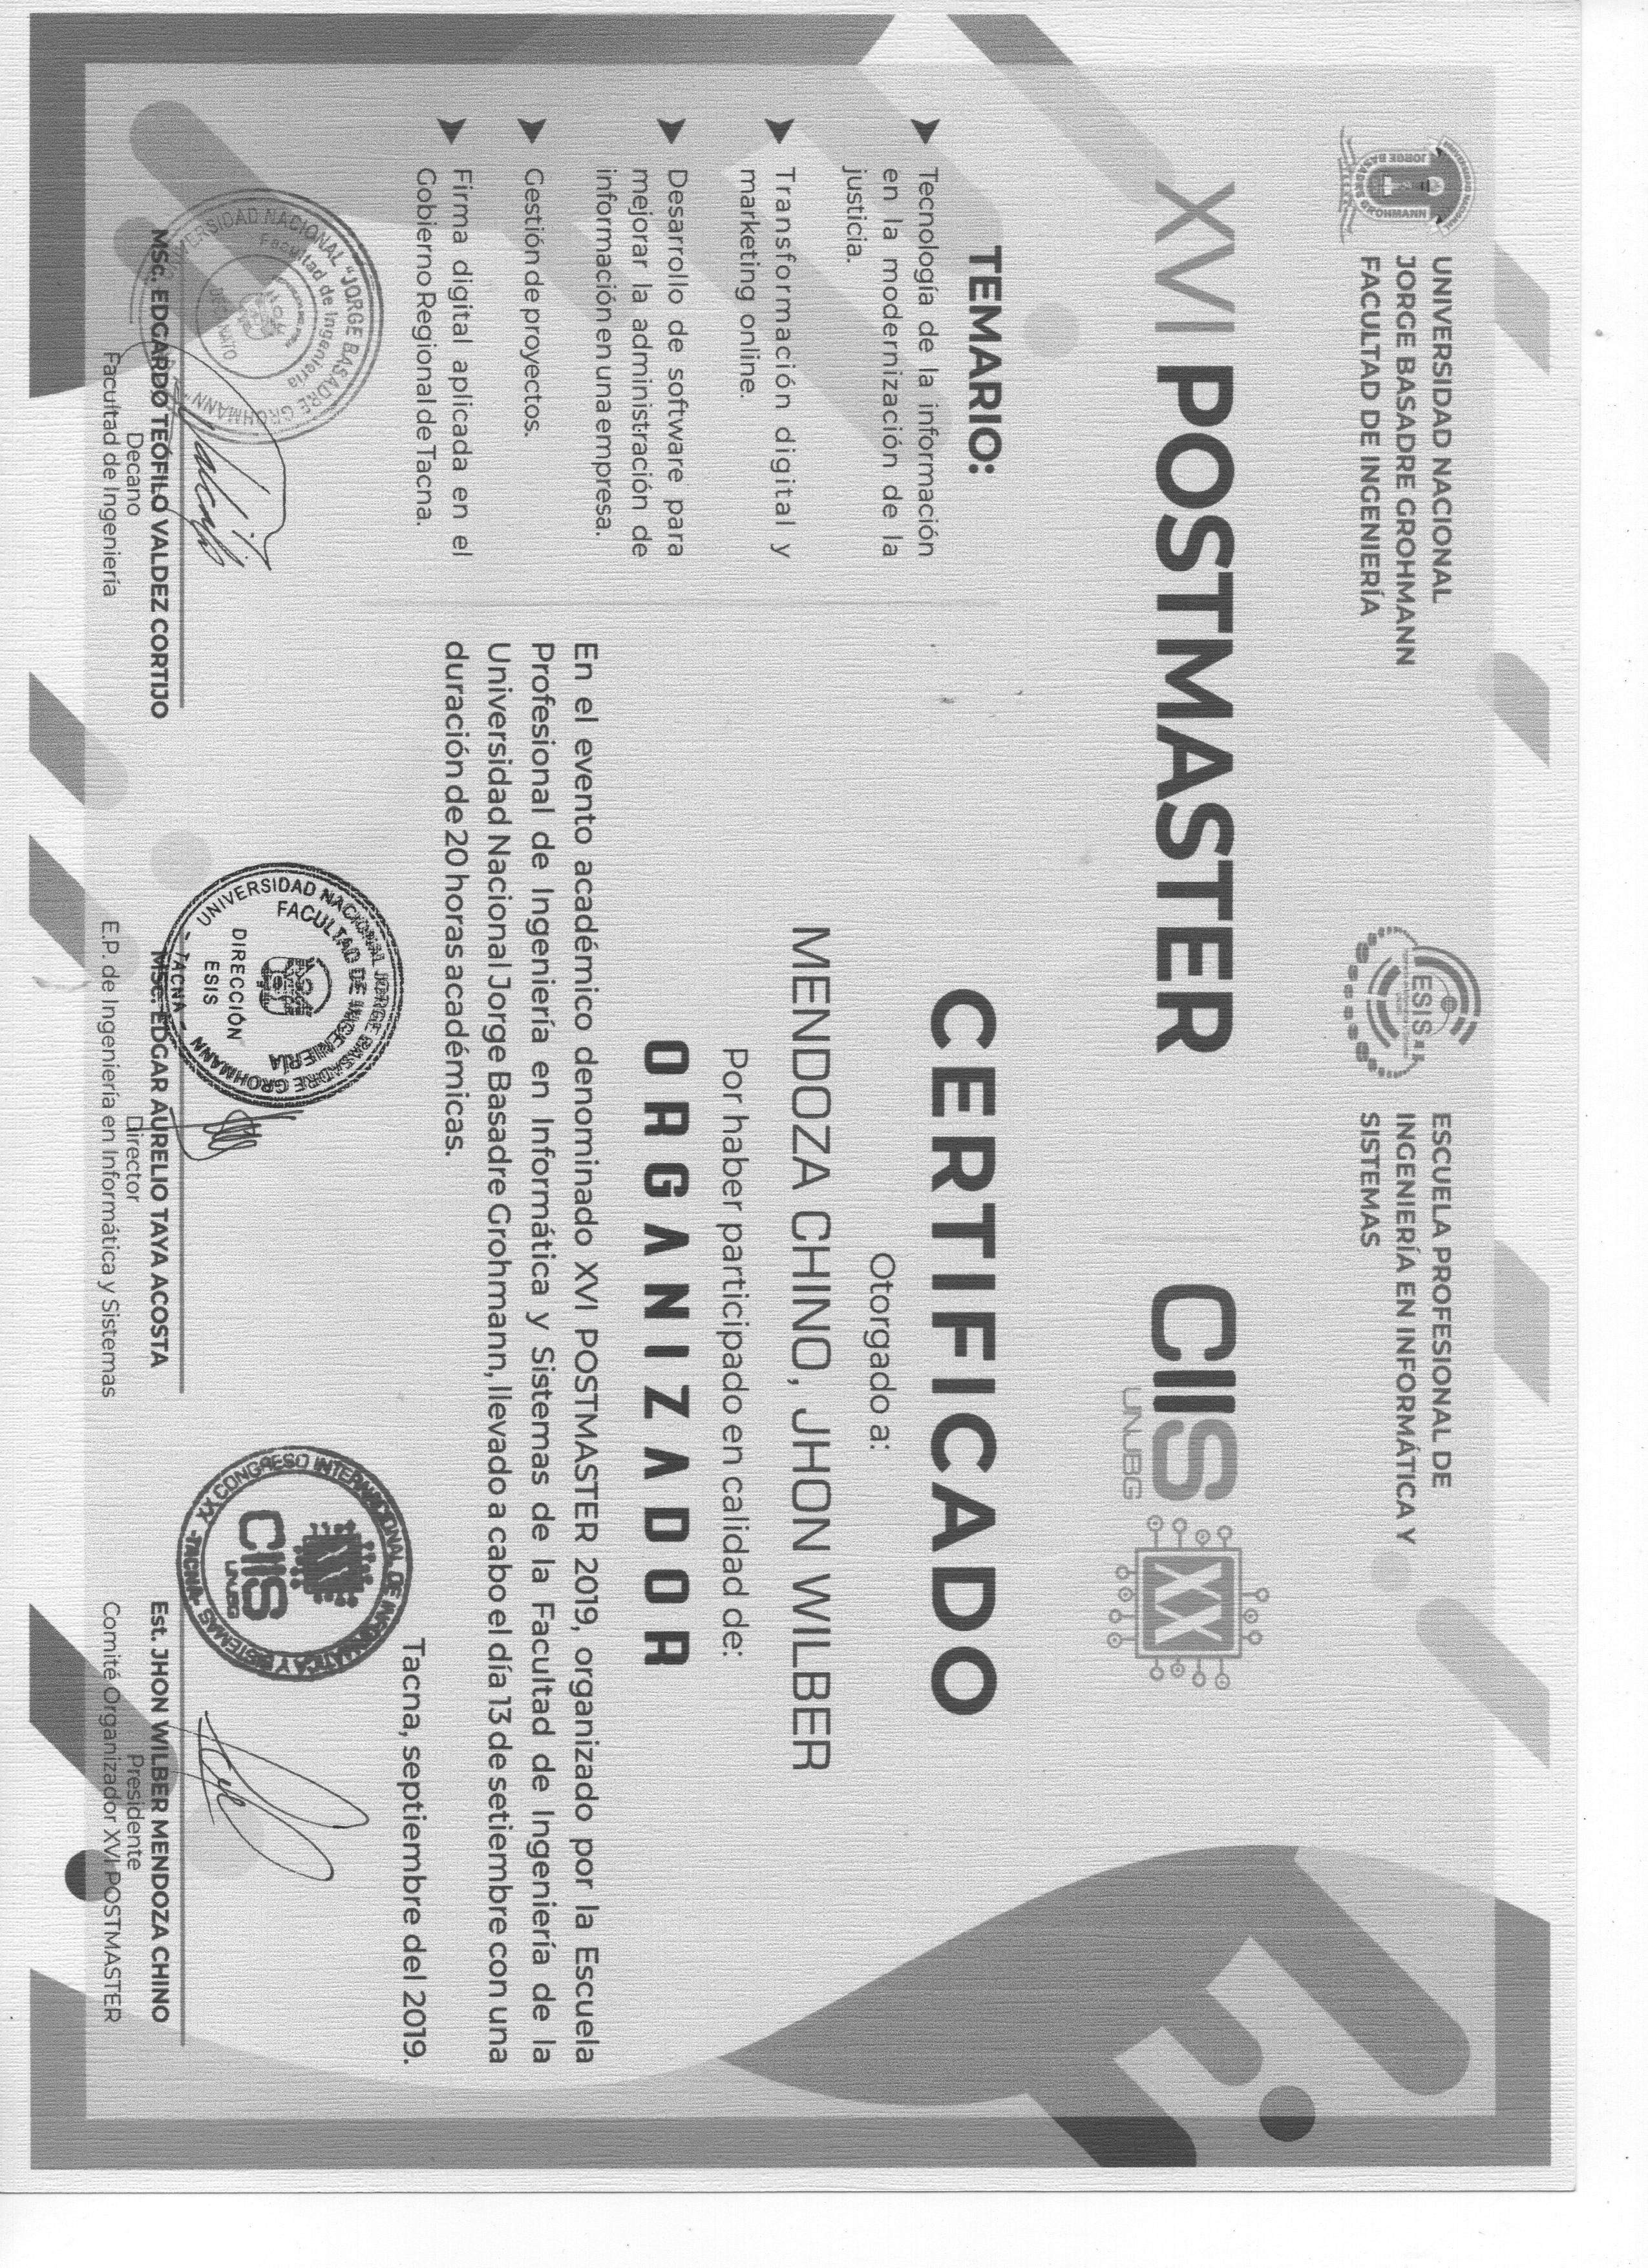 UNIVERSIDAD NACIONAL
JORGE BASADRE GROHMANN
FACULTAD DE INGENIERÍA
ESIS
ESCUELA PROFESIONAL DE
INGENIERÍA EN INFORMÁTICA Y
SISTEMAS
XVI POSTMASTER
CIIS
UNJBG
XX
TEMARIO:
Tecnología de la información
en la modernización de la
justicia.
Transformación digital y
marketing online.
Desarrollo de software para
mejorar la administración de
información en una empresa.
Gestión de proyectos.
Firma digital aplicada en el
Gobierno Regional de Tacna.
CERTIFICADO
Otorgado a:
MENDOZA CHINO, JHON WILBER
Por haber participado en calidad de:
ORGANIZADOR
En el evento académico denominado XVI POSTMASTER 2019, organizado por la Escuela
Profesional de Ingeniería en Informática y Sistemas de la Facultad de Ingeniería de la
Universidad Nacional Jorge Basadre Grohmann, llevado a cabo el día 13 de setiembre con una
duración de 20 horas académicas.
Tacna, septiembre del 2019.
UNIVERSIDAD NACIONAL "JORGE BASADRE GROHMANN"
Facultad de Ingeniería
MSc. EDGARDO TEÓFILO VALDEZ CORTIJO
Decano
Facultad de Ingeniería
UNIVERSIDAD NACIONAL JORGE BASADRE GROHMANN
FACULTAD DE INGENIERÍA
DIRECCIÓN
ESIS
- TACNA -
MSc. EDGAR AURELIO TAYA ACOSTA
Director
E.P. de Ingeniería en Informática y Sistemas
XX CONGRESO INTERNACIONAL DE INFORMÁTICA Y SISTEMAS
XX
CIIS
UNJBG
-TACNA-
Est. JHON WILBER MENDOZA CHINO
Presidente
Comité Organizador XVI POSTMASTER